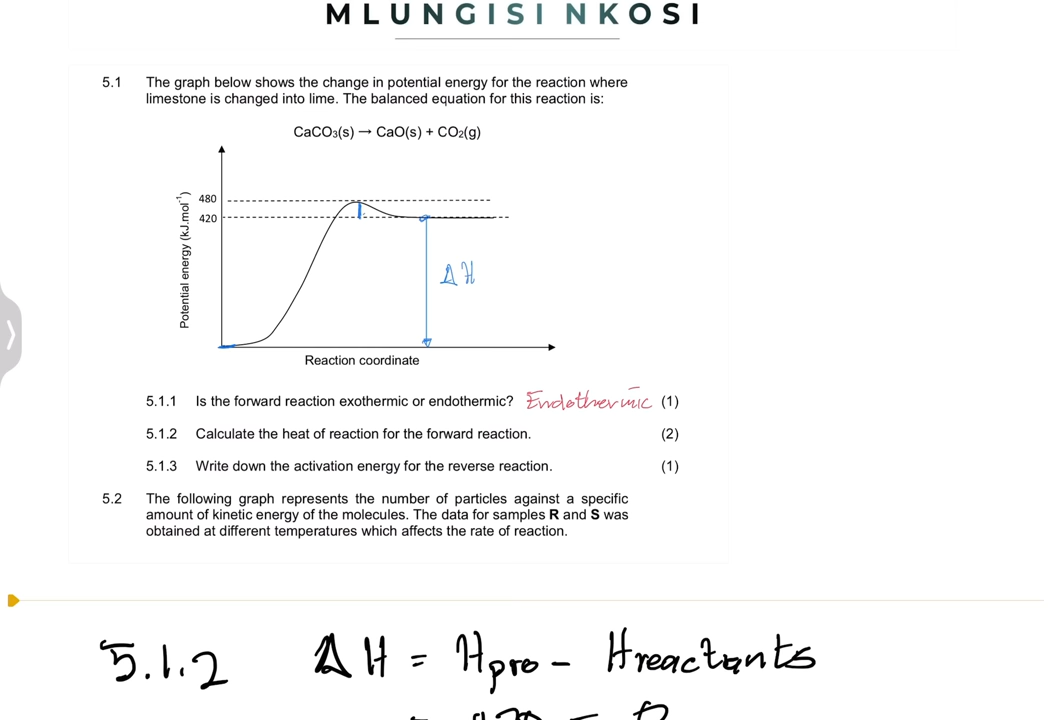 MLUNGISI NKOSI
5.1 The graph below shows the change in potential energy for the reaction where
limestone is changed into lime. The balanced equation for this reaction is:
CaCO₃(s) → CaO(s) + CO₂(g)
Potential energy (kJ.mol⁻¹)
480
420
ΔH
Reaction coordinate
5.1.1 Is the forward reaction exothermic or endothermic? Endothermic (1)
5.1.2 Calculate the heat of reaction for the forward reaction. (2)
5.1.3 Write down the activation energy for the reverse reaction. (1)
5.2 The following graph represents the number of particles against a specific
amount of kinetic energy of the molecules. The data for samples R and S was
obtained at different temperatures which affects the rate of reaction.
5.1.2 ΔH = Hpro - Hreactants